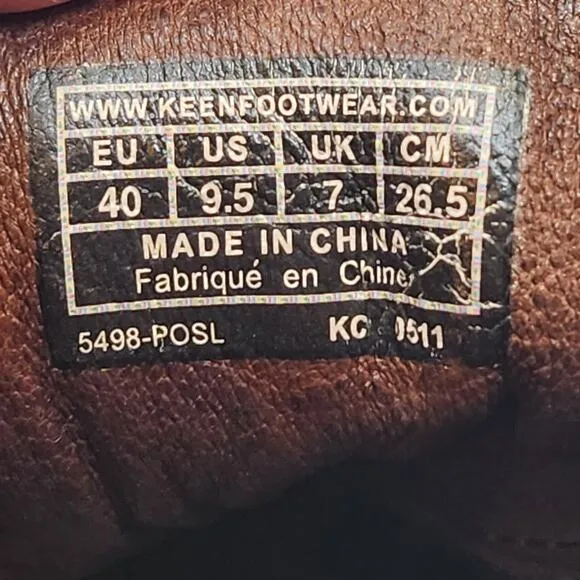 WWW.KEENFOOTWEAR.COM
EU US UK CM
40 9.5 7 26.5
MADE IN CHINA
Fabriqué en Chine
5498-POSL KC 0511